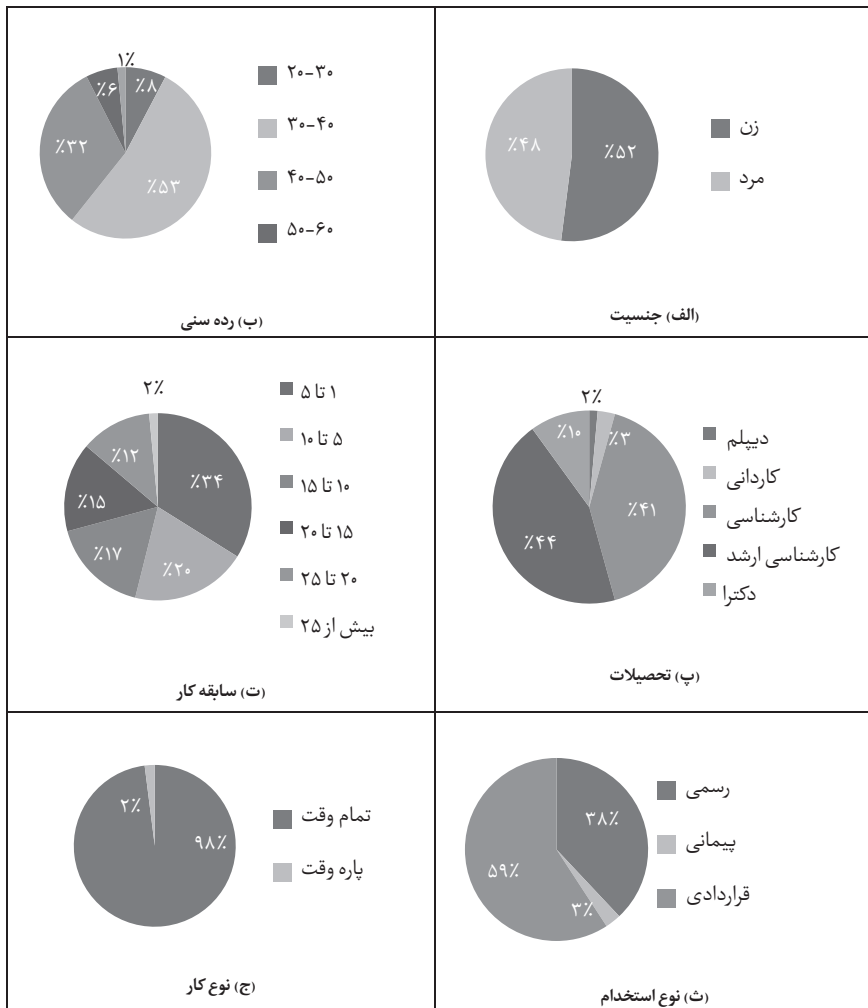 ٪۵۲
٪۴۸
زن
مرد
الف) جنسیت)
۱٪
٪۸
٪۵۳
٪۳۲
٪۶
۲۰-۳۰
۳۰-۴۰
۴۰-۵۰
۵۰-۶۰
(ب) رده سنی
۲٪
٪۳
٪۴۱
٪۴۴
٪۱۰
دیپلم
کاردانی
کارشناسی
کارشناسی ارشد
دکترا
(پ) تحصیلات
۲٪
٪۳۴
٪۲۰
٪۱۷
٪۱۵
٪۱۲
۱ تا ۵
۵ تا ۱۰
۱۰ تا ۱۵
۱۵ تا ۲۰
۲۰ تا ۲۵
بیش از ۲۵
(ت) سابقه کار
۳۸٪
۳٪
۵۹٪
رسمی
پیمانی
قراردادی
(ث) نوع استخدام
۹۸٪
۲٪
تمام وقت
پاره وقت
(ج) نوع کار